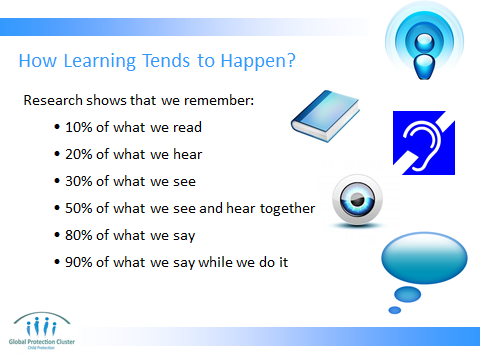 How Learning Tends to Happen?
Research shows that we remember:
• 10% of what we read
• 20% of what we hear
• 30% of what we see
• 50% of what we see and hear together
• 80% of what we say
• 90% of what we say while we do it
Global Protection Cluster
Child Protection